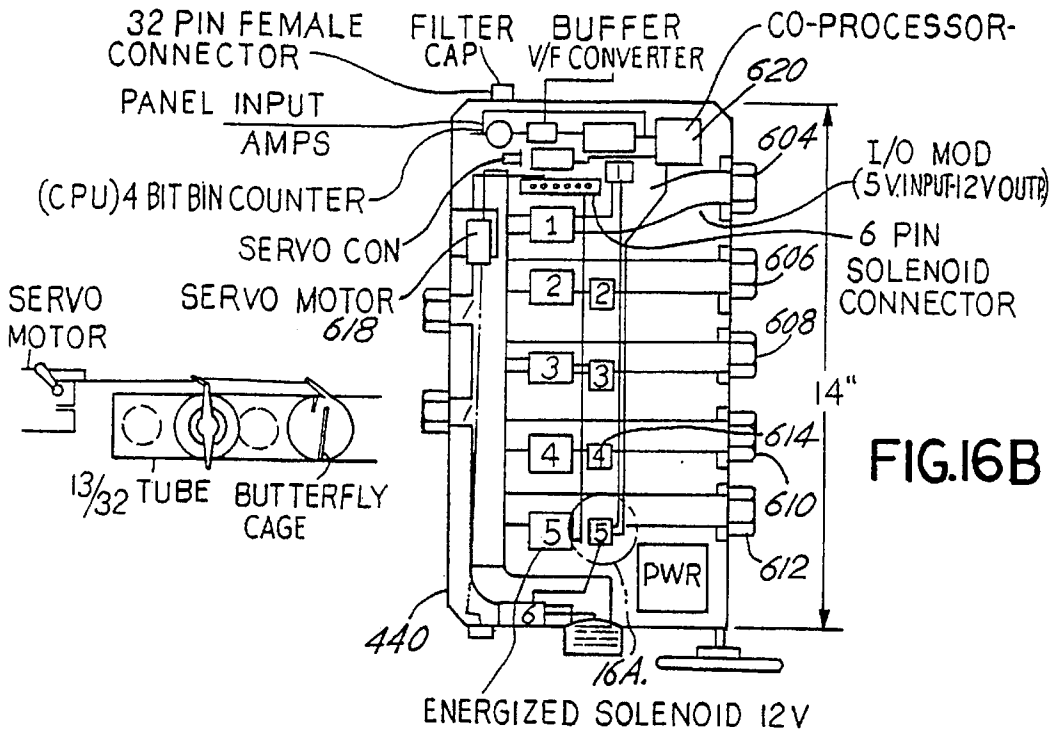 32 PIN FEMALE
CONNECTOR
FILTER
CAP
BUFFER
V/F CONVERTER
CO-PROCESSOR-
620
PANEL INPUT
AMPS
604
I/O MOD
(5V.INPUT-12V OUTP.)
(CPU) 4 BIT BIN COUNTER
1
1
6 PIN
SOLENOID
CONNECTOR
SERVO CON
606
SERVO
MOTOR
SERVO MOTOR
618
2
2
608
3
3
14"
FIG.16B
614
4
4
610
13/32 TUBE
BUTTERFLY
CAGE
5
5
612
PWR
440
6
16A.
ENERGIZED SOLENOID 12V